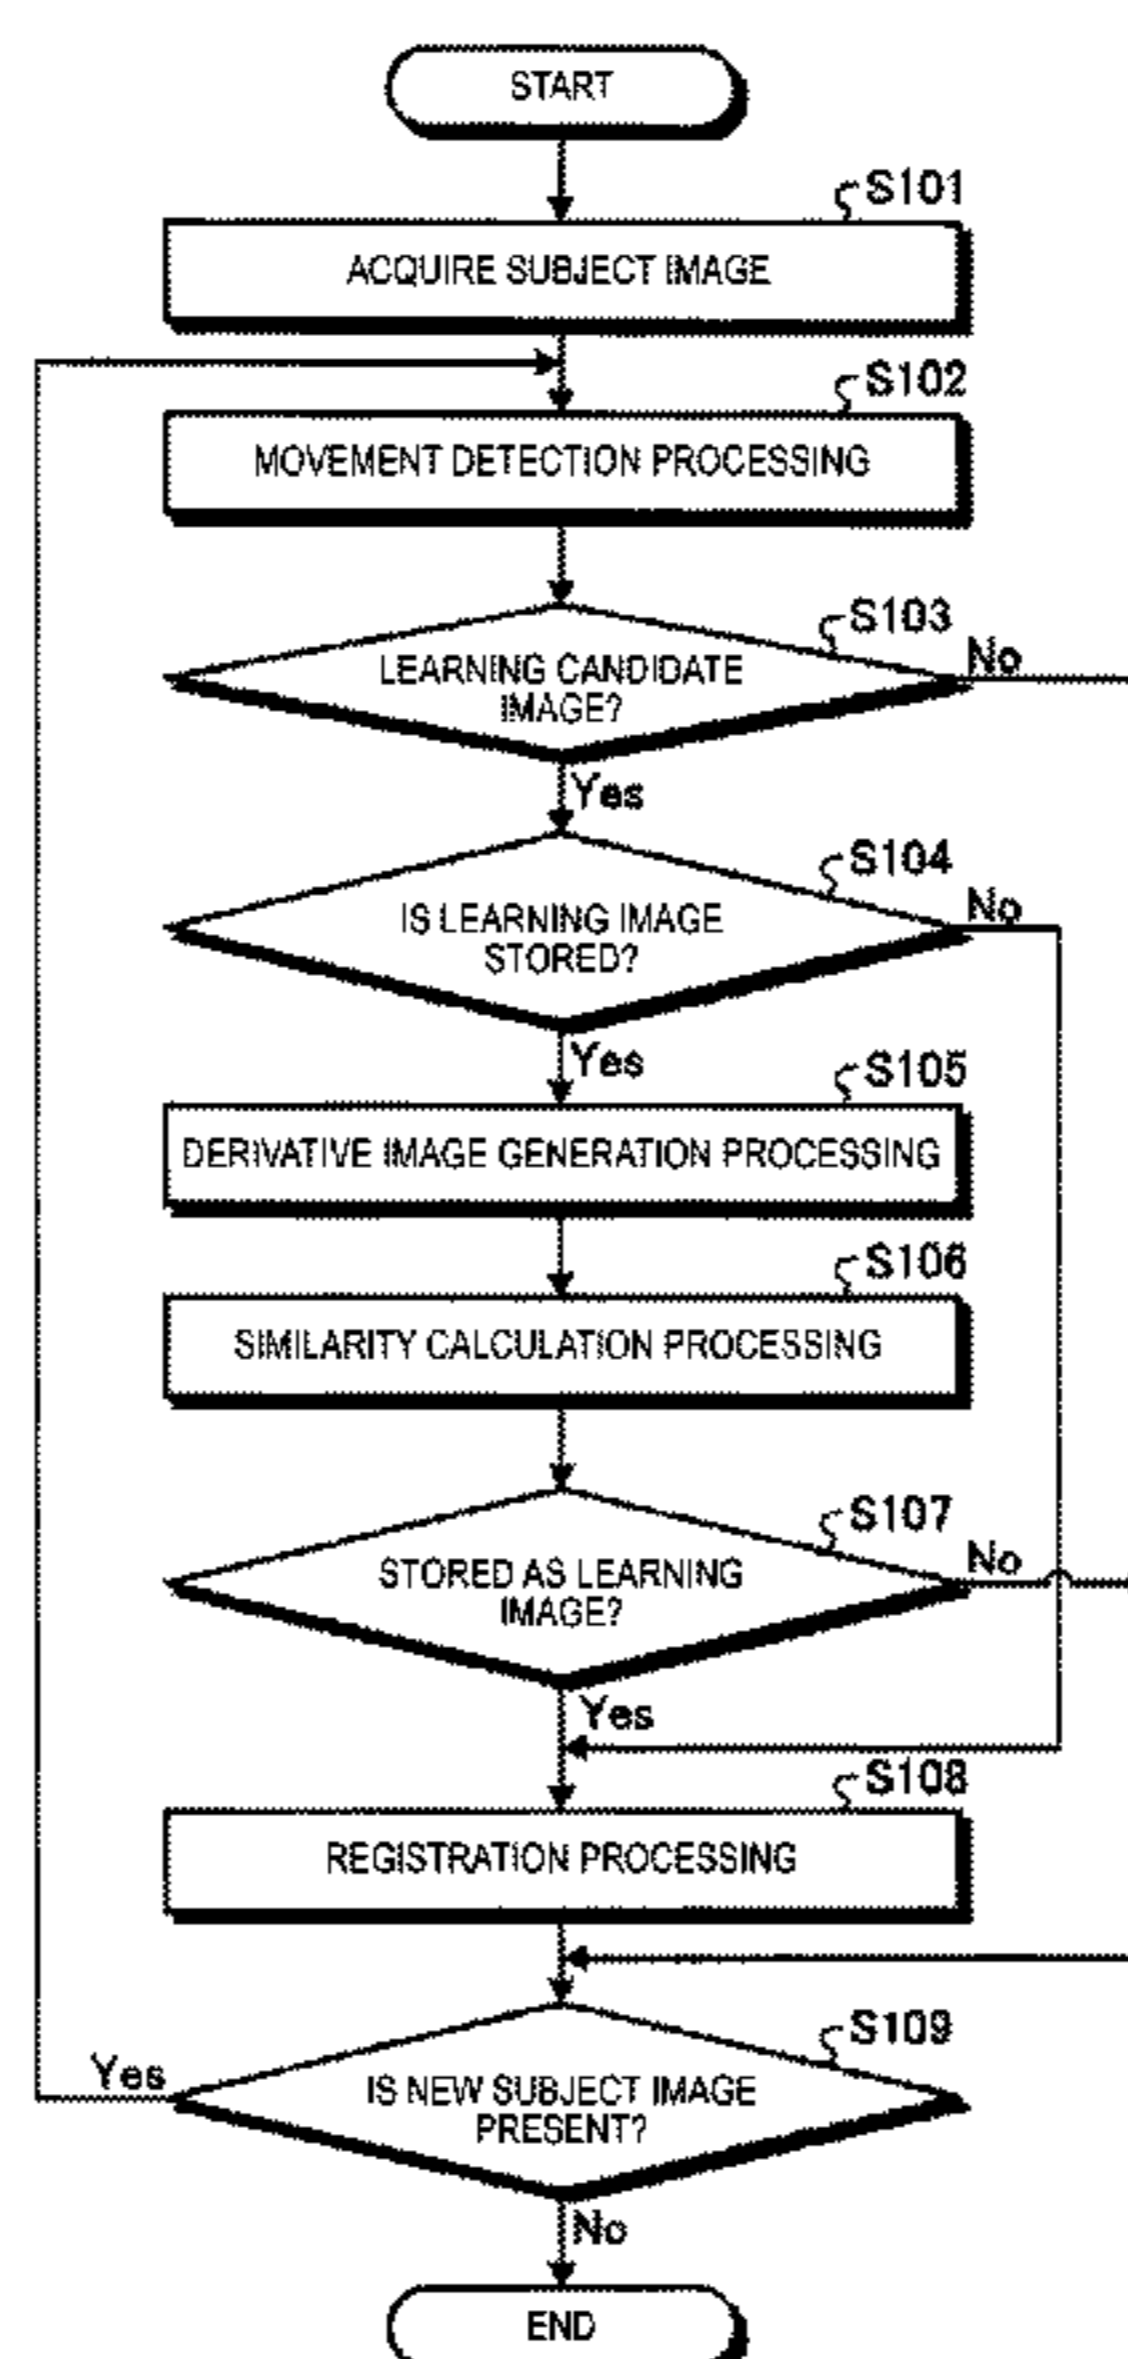 START
S101
ACQUIRE SUBJECT IMAGE
S102
MOVEMENT DETECTION PROCESSING
S103
LEARNING CANDIDATE
IMAGE?
No
Yes
S104
IS LEARNING IMAGE
STORED?
No
Yes
S105
DERIVATIVE IMAGE GENERATION PROCESSING
S106
SIMILARITY CALCULATION PROCESSING
S107
STORED AS LEARNING
IMAGE?
No
Yes
S108
REGISTRATION PROCESSING
S109
IS NEW SUBJECT IMAGE
PRESENT?
Yes
No
END